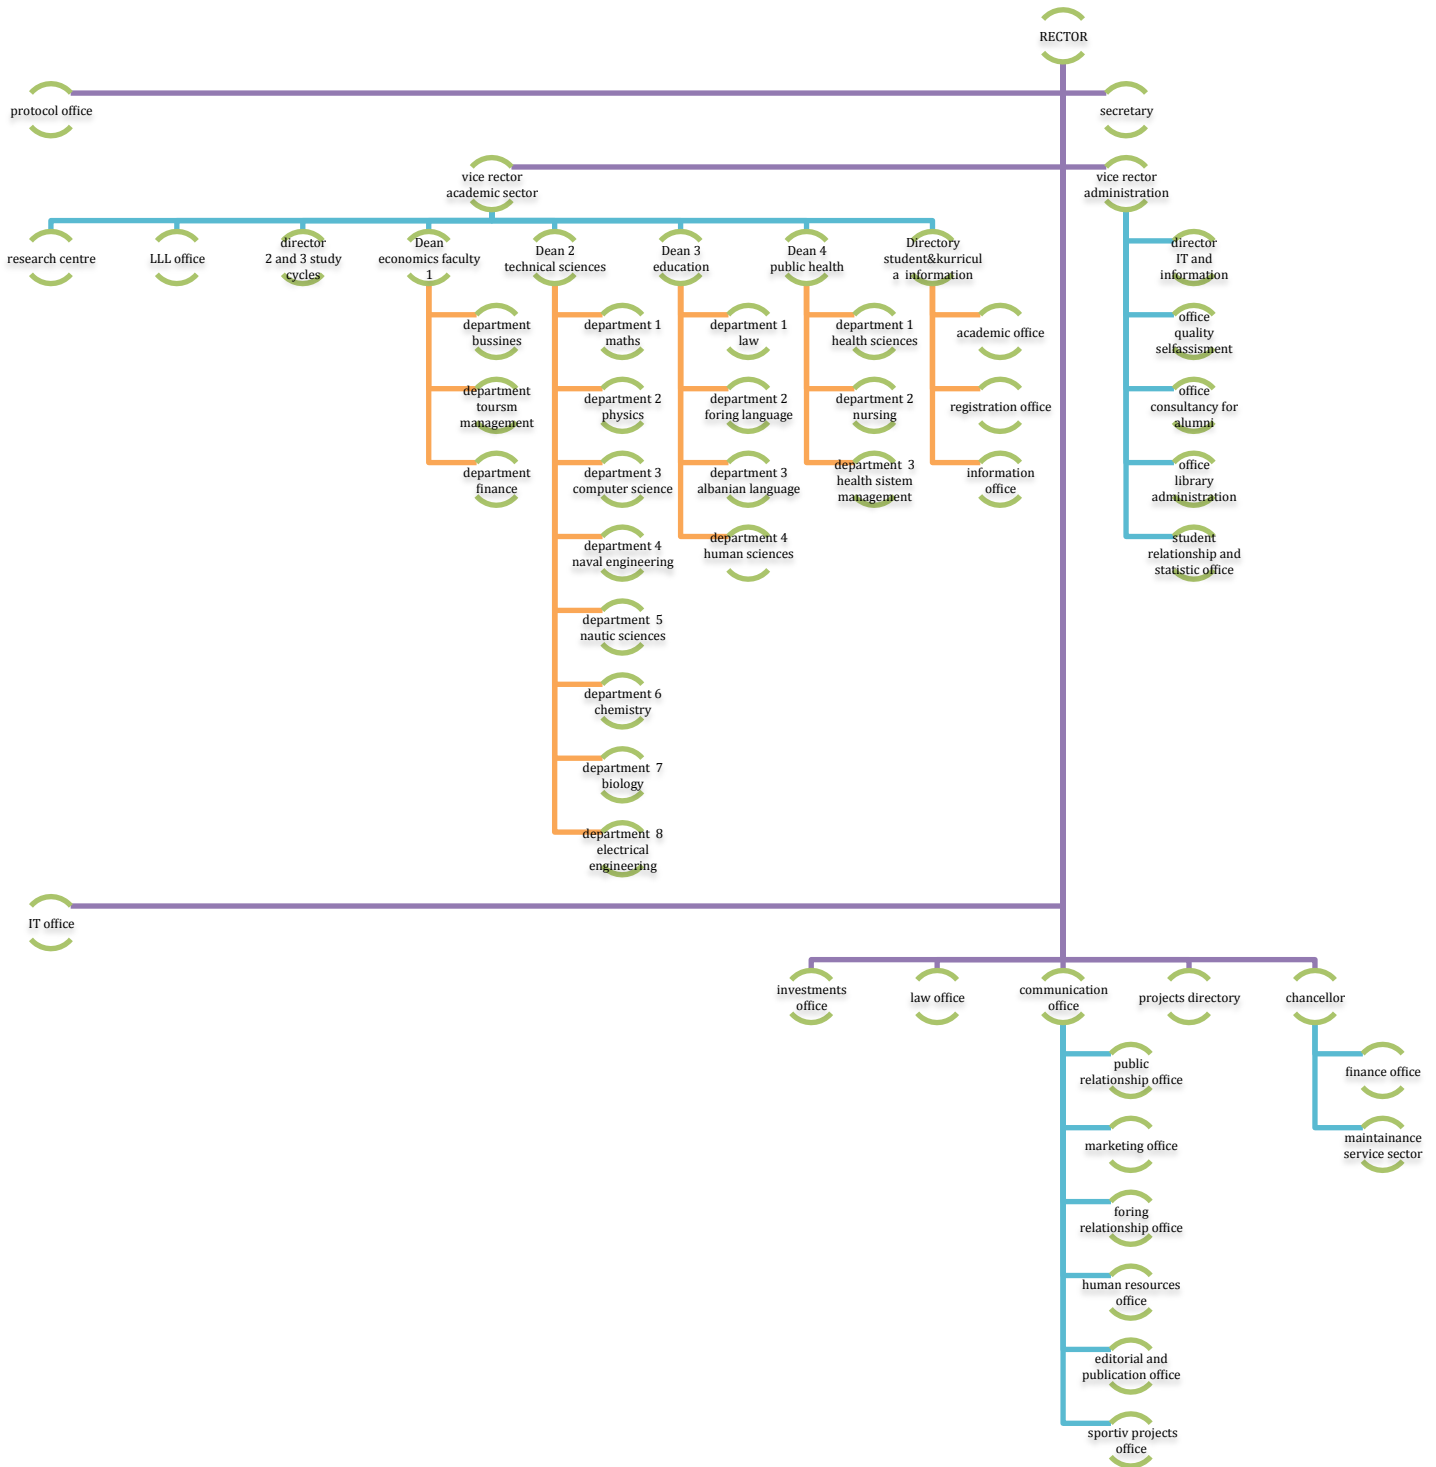 RECTOR
protocol office
secretary
vice rector
academic sector
vice rector
administration
research centre
LLL office
director
2 and 3 study
cycles
Dean
economics faculty
1
Dean 2
technical sciences
Dean 3
education
Dean 4
public health
Directory
student&kurricul
a information
director
IT and
information
department
bussines
department 1
maths
department 1
law
department 1
health sciences
academic office
office
quality
selfassisment
department
toursm
management
department 2
physics
department 2
foring language
department 2
nursing
registration office
office
consultancy for
alumni
department
finance
department 3
computer science
department 3
albanian language
department 3
health sistem
management
information
office
office
library
administration
department 4
naval engineering
department 4
human sciences
student
relationship and
statistic office
department 5
nautic sciences
department 6
chemistry
department 7
biology
department 8
electrical
engineering
IT office
investments
office
law office
communication
office
projects directory
chancellor
public
relationship office
finance office
marketing office
maintainance
service sector
foring
relationship office
human resources
office
editorial and
publication office
sportiv projects
office